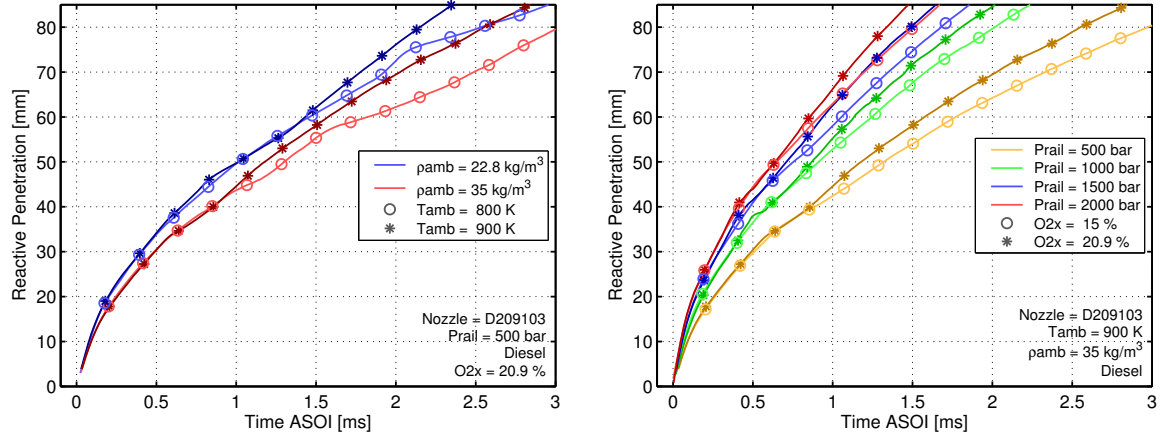 Reactive Penetration [mm]
80
70
60
50
40
30
20
10
0
ρamb = 22.8 kg/m³
ρamb = 35 kg/m³
Tamb = 800 K
Tamb = 900 K
Nozzle = D209103
Prail = 500 bar
Diesel
O2x = 20.9 %
0 0.5 1 1.5 2 2.5 3
Time ASOI [ms]
Reactive Penetration [mm]
80
70
60
50
40
30
20
10
0
Prail = 500 bar
Prail = 1000 bar
Prail = 1500 bar
Prail = 2000 bar
O2x = 15 %
O2x = 20.9 %
Nozzle = D209103
Tamb = 900 K
ρamb = 35 kg/m³
Diesel
0 0.5 1 1.5 2 2.5 3
Time ASOI [ms]